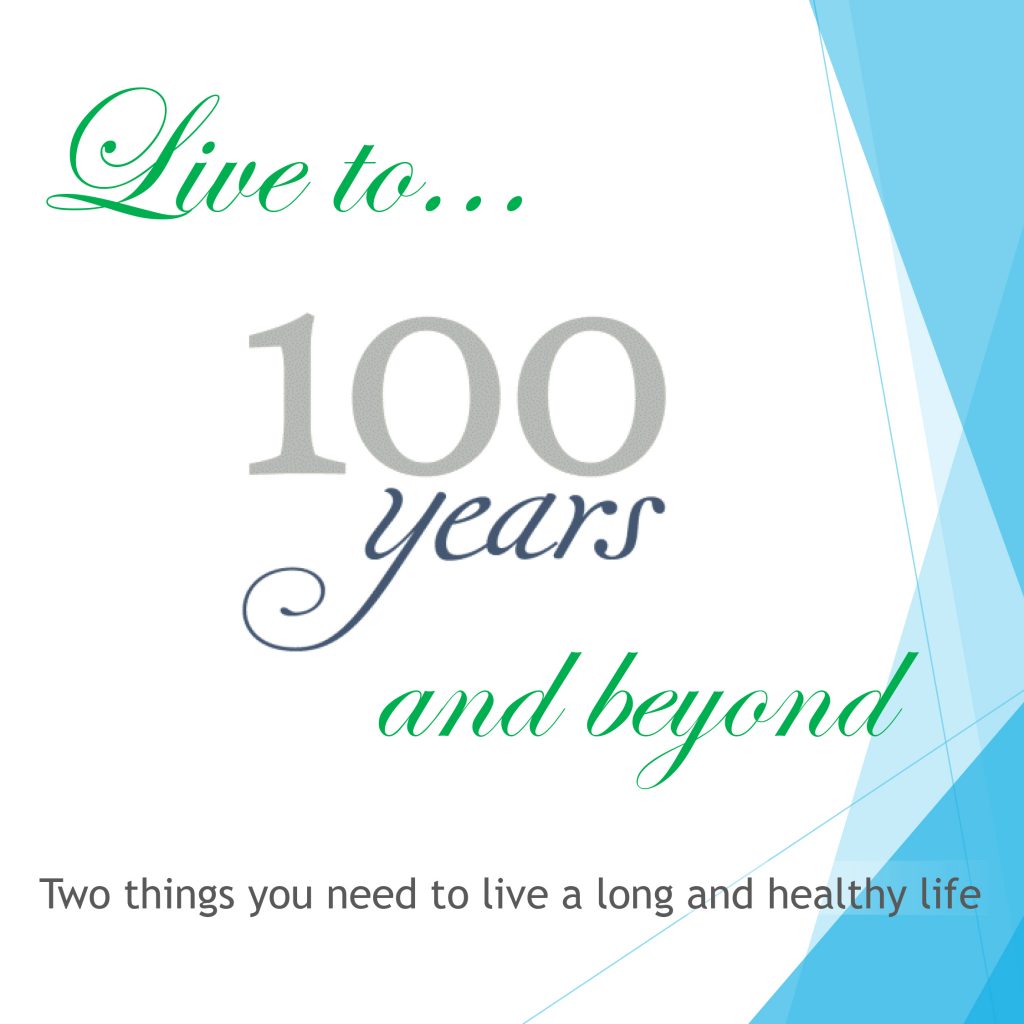 Live to...
100
years
and beyond
Two things you need to live a long and healthy life